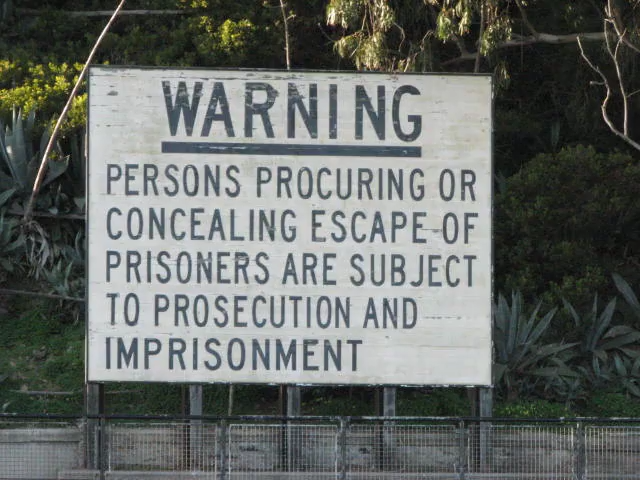 WARNING
PERSONS PROCURING OR
CONCEALING ESCAPE OF
PRISONERS ARE SUBJECT
TO PROSECUTION AND
IMPRISONMENT